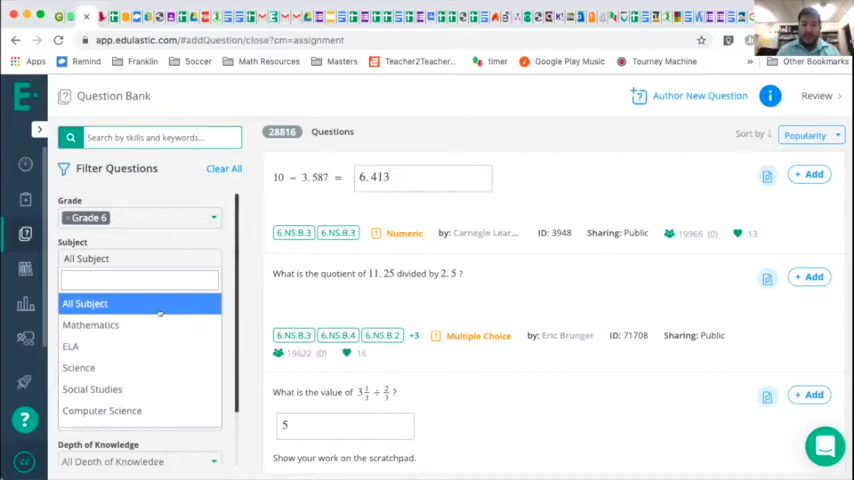 app.edulastic.com/#addQuestion/close?cm=assignment
Apps
Remind
Franklin
Soccer
Math Resources
Masters
Teacher2Teacher...
timer
Google Play Music
Tourney Machine
»
Other Bookmarks
E
Question Bank
Author New Question
i
Review >
Search by skills and keywords...
28816 Questions
Sort by
Popularity
Filter Questions
Clear All
Grade
× Grade 6
Subject
All Subject
All Subject
Mathematics
ELA
Science
Social Studies
Computer Science
Depth of Knowledge
All Depth of Knowledge
?
cc
10 − 3.587 = 6.413
+ Add
6.NS.B.3 6.NS.B.3 Numeric by: Carnegie Lear... ID: 3948 Sharing: Public 19966 (0) 13
What is the quotient of 11.25 divided by 2.5?
+ Add
6.NS.B.3 6.NS.B.4 6.NS.B.2 +3 Multiple Choice by: Eric Brunger ID: 71708 Sharing: Public
19622 (0) 16
What is the value of 3 1/3 ÷ 2/3 ?
+ Add
5
Show your work on the scratchpad.